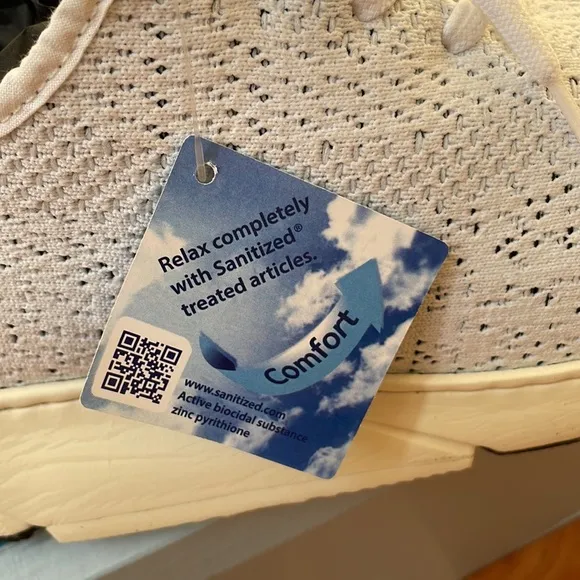 Relax completely
with Sanitized®
treated articles.
Comfort
www.sanitized.com
Active biocidal substance
zinc pyrithione